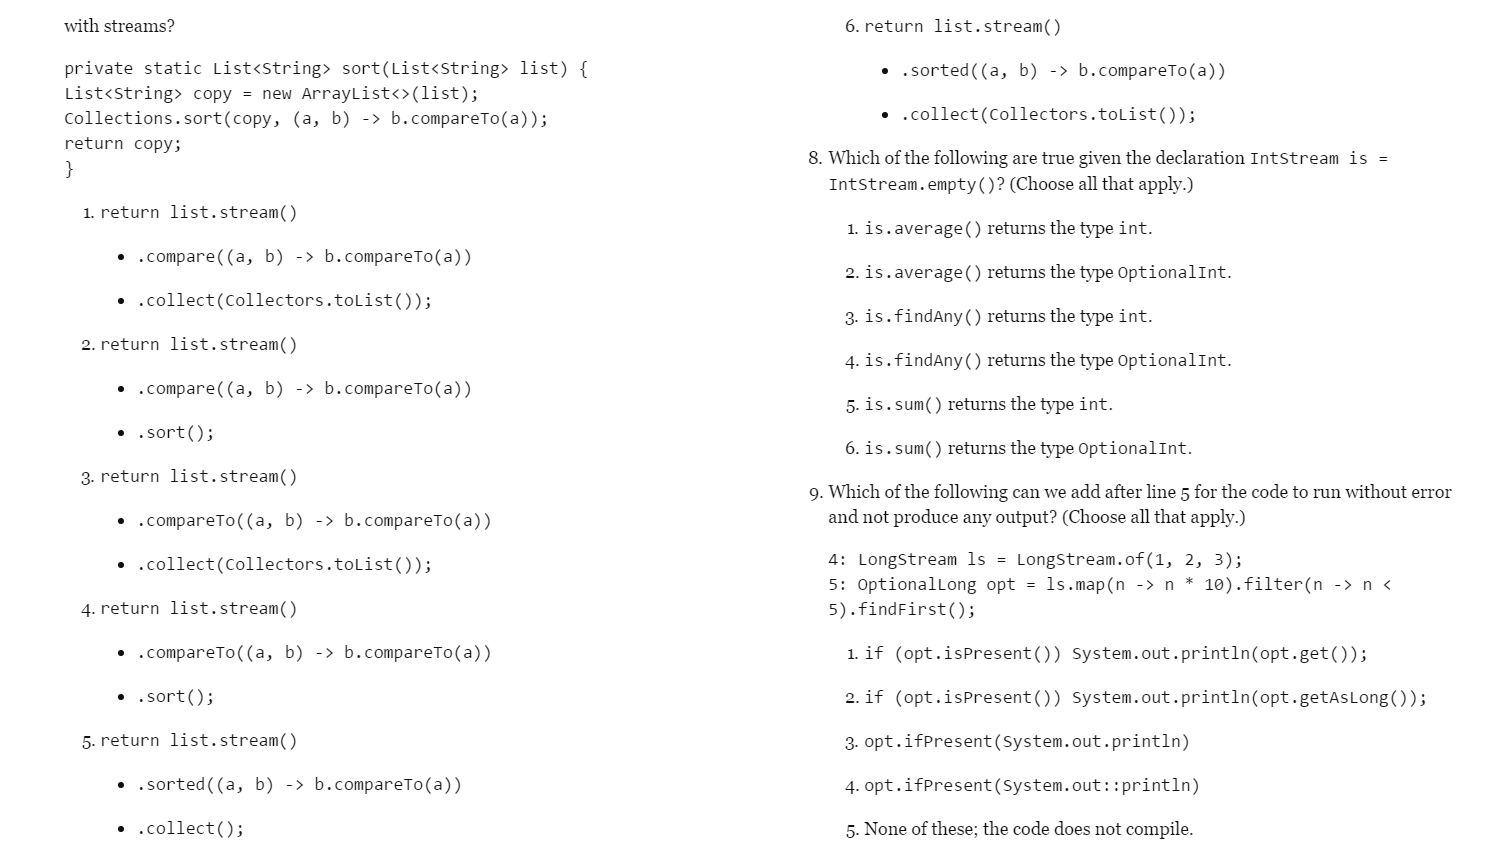 with streams?
private static List<String> sort(List<String> list) {
List<String> copy = new ArrayList<>(list);
Collections.sort(copy, (a, b) -> b.compareTo(a));
return copy;
}
1. return list.stream()
• .compare((a, b) -> b.compareTo(a))
• .collect(Collectors.toList());
2. return list.stream()
• .compare((a, b) -> b.compareTo(a))
• .sort();
3. return list.stream()
• .compareTo((a, b) -> b.compareTo(a))
• .collect(Collectors.toList());
4. return list.stream()
• .compareTo((a, b) -> b.compareTo(a))
• .sort();
5. return list.stream()
• .sorted((a, b) -> b.compareTo(a))
• .collect();
6. return list.stream()
• .sorted((a, b) -> b.compareTo(a))
• .collect(Collectors.toList());
8. Which of the following are true given the declaration IntStream is =
IntStream.empty()? (Choose all that apply.)
1. is.average() returns the type int.
2. is.average() returns the type OptionalInt.
3. is.findAny() returns the type int.
4. is.findAny() returns the type OptionalInt.
5. is.sum() returns the type int.
6. is.sum() returns the type OptionalInt.
9. Which of the following can we add after line 5 for the code to run without error
and not produce any output? (Choose all that apply.)
4: LongStream ls = LongStream.of(1, 2, 3);
5: OptionalLong opt = ls.map(n -> n * 10).filter(n -> n <
5).findFirst();
1. if (opt.isPresent()) System.out.println(opt.get());
2. if (opt.isPresent()) System.out.println(opt.getAsLong());
3. opt.ifPresent(System.out.println)
4. opt.ifPresent(System.out::println)
5. None of these; the code does not compile.